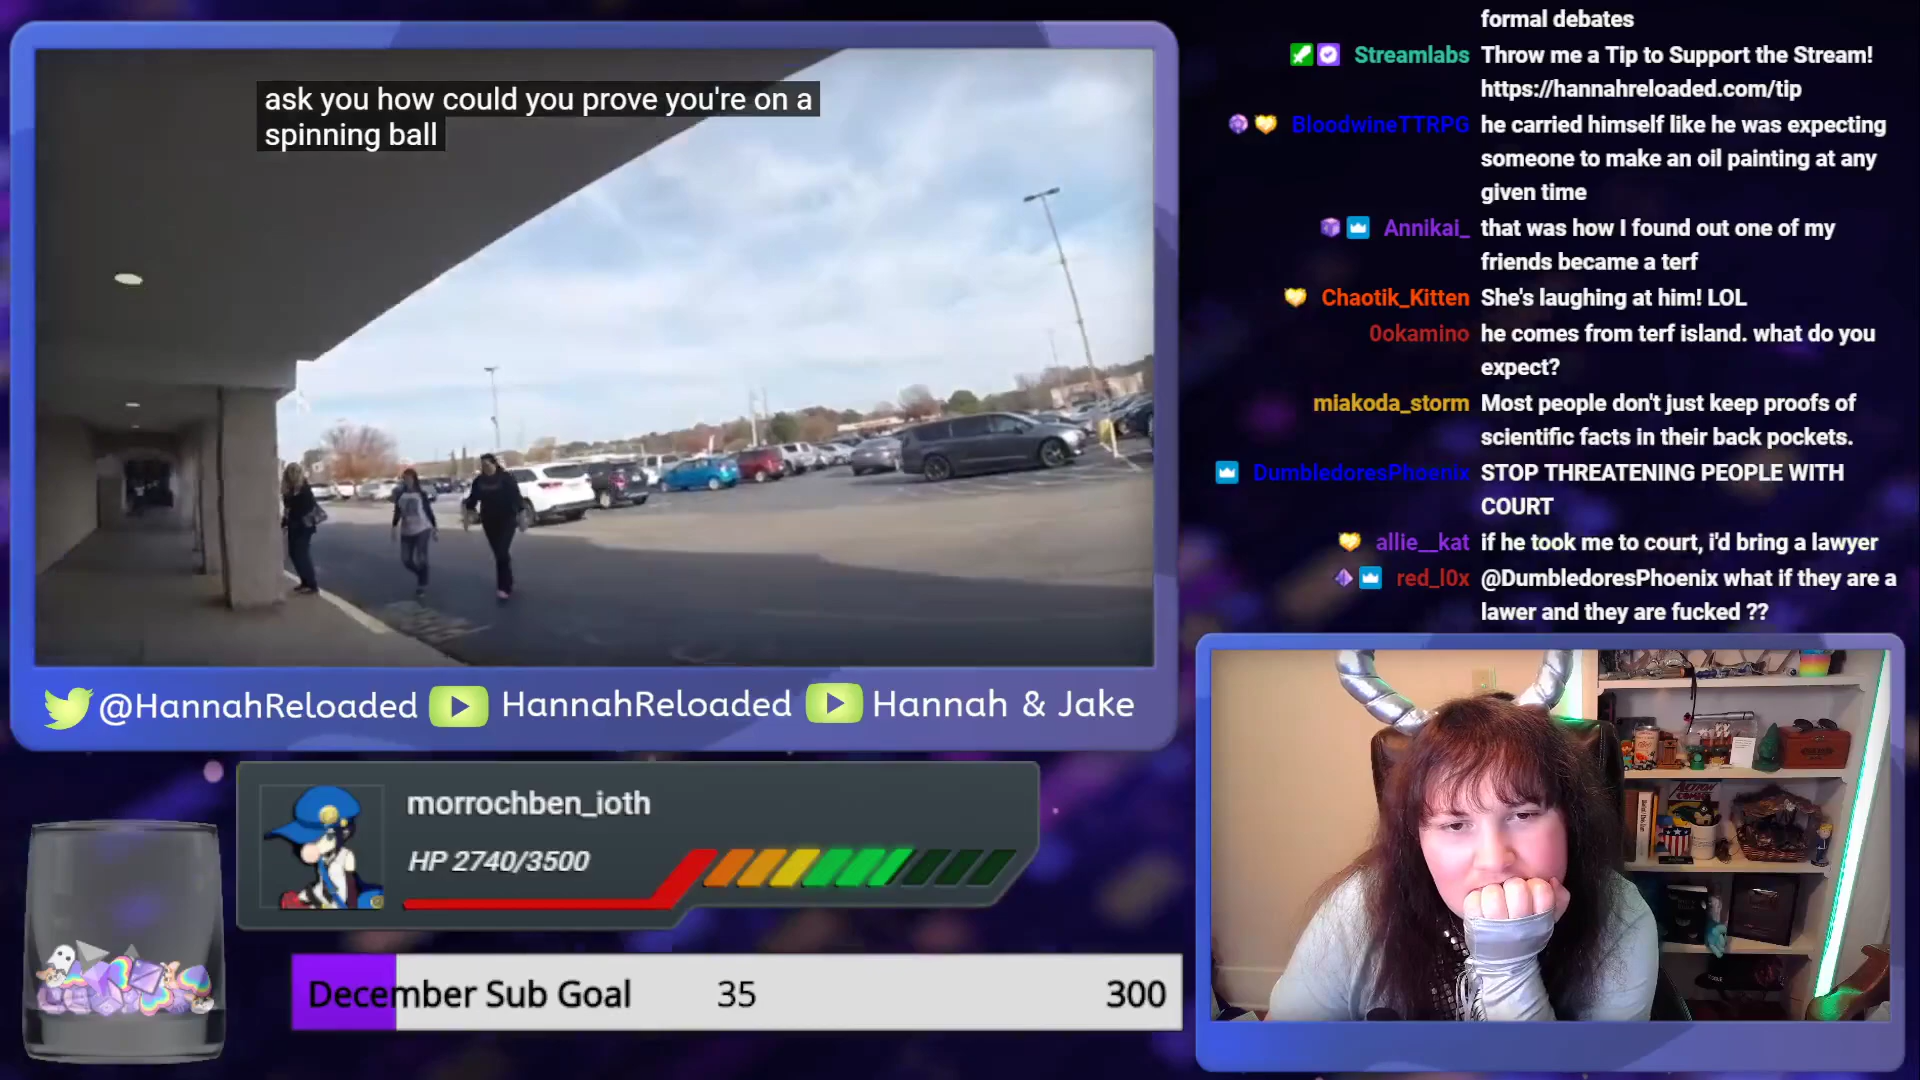 ask you how could you prove you're on a
spinning ball
formal debates
Streamlabs Throw me a Tip to Support the Stream!
https://hannahreloaded.com/tip
BloodwineTTRPG he carried himself like he was expecting
someone to make an oil painting at any
given time
Annikai_ that was how I found out one of my
friends became a terf
Chaotik_Kitten She's laughing at him! LOL
0okamino he comes from terf island. what do you
expect?
miakoda_storm Most people don't just keep proofs of
scientific facts in their back pockets.
DumbledoresPhoenix STOP THREATENING PEOPLE WITH
COURT
allie__kat if he took me to court, i'd bring a lawyer
red_l0x @DumbledoresPhoenix what if they are a
lawer and they are fucked ??
@HannahReloaded HannahReloaded Hannah & Jake
morrochben_ioth
HP 2740/3500
December Sub Goal 35 300
ACTION
COMICS